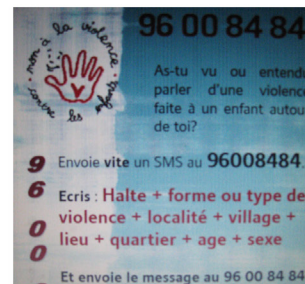 96 00 84 84
non à la violence contre les enfants
As-tu vu ou entendu
parler d'une violence
faite à un enfant autour
de toi?
Envoie vite un SMS au 96008484.
Ecris : Halte + forme ou type de
violence + localité + village +
lieu + quartier + age + sexe
Et envoie le message au 96 00 84 84
9
6
0
0